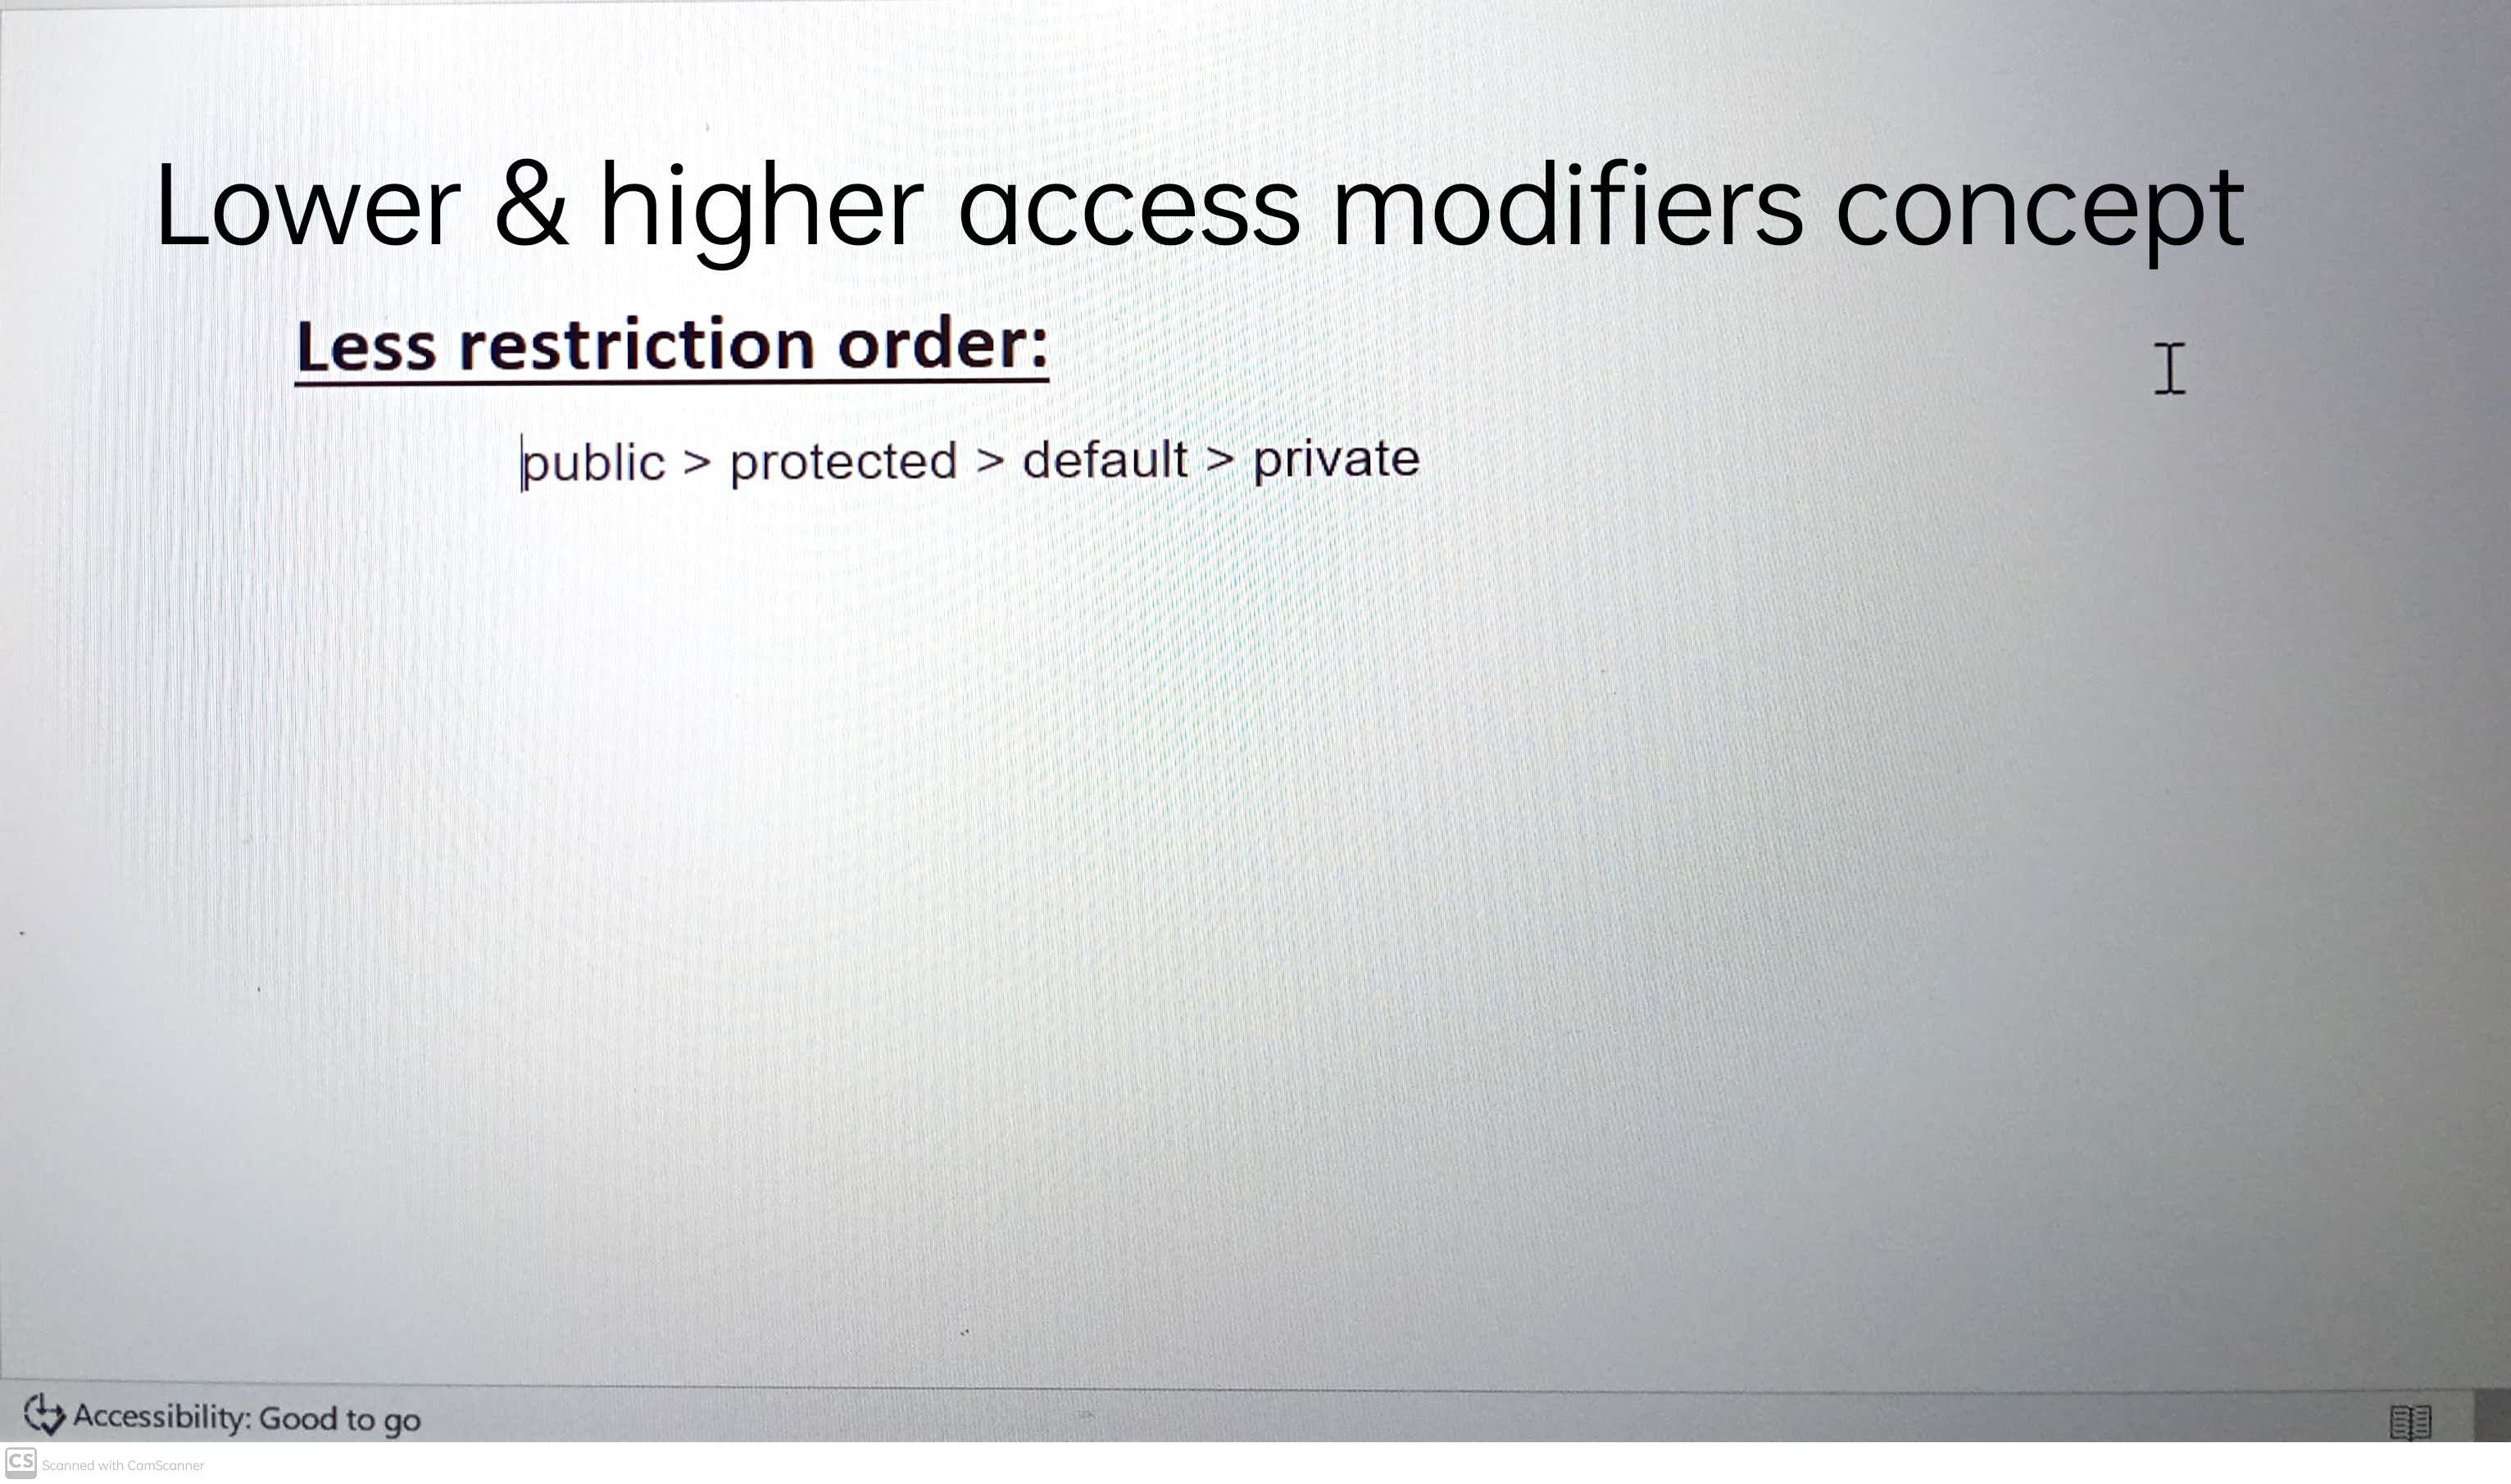 Lower & higher access modifiers concept
Less restriction order:
public > protected > default > private
Accessibility: Good to go
CS Scanned with CamScanner